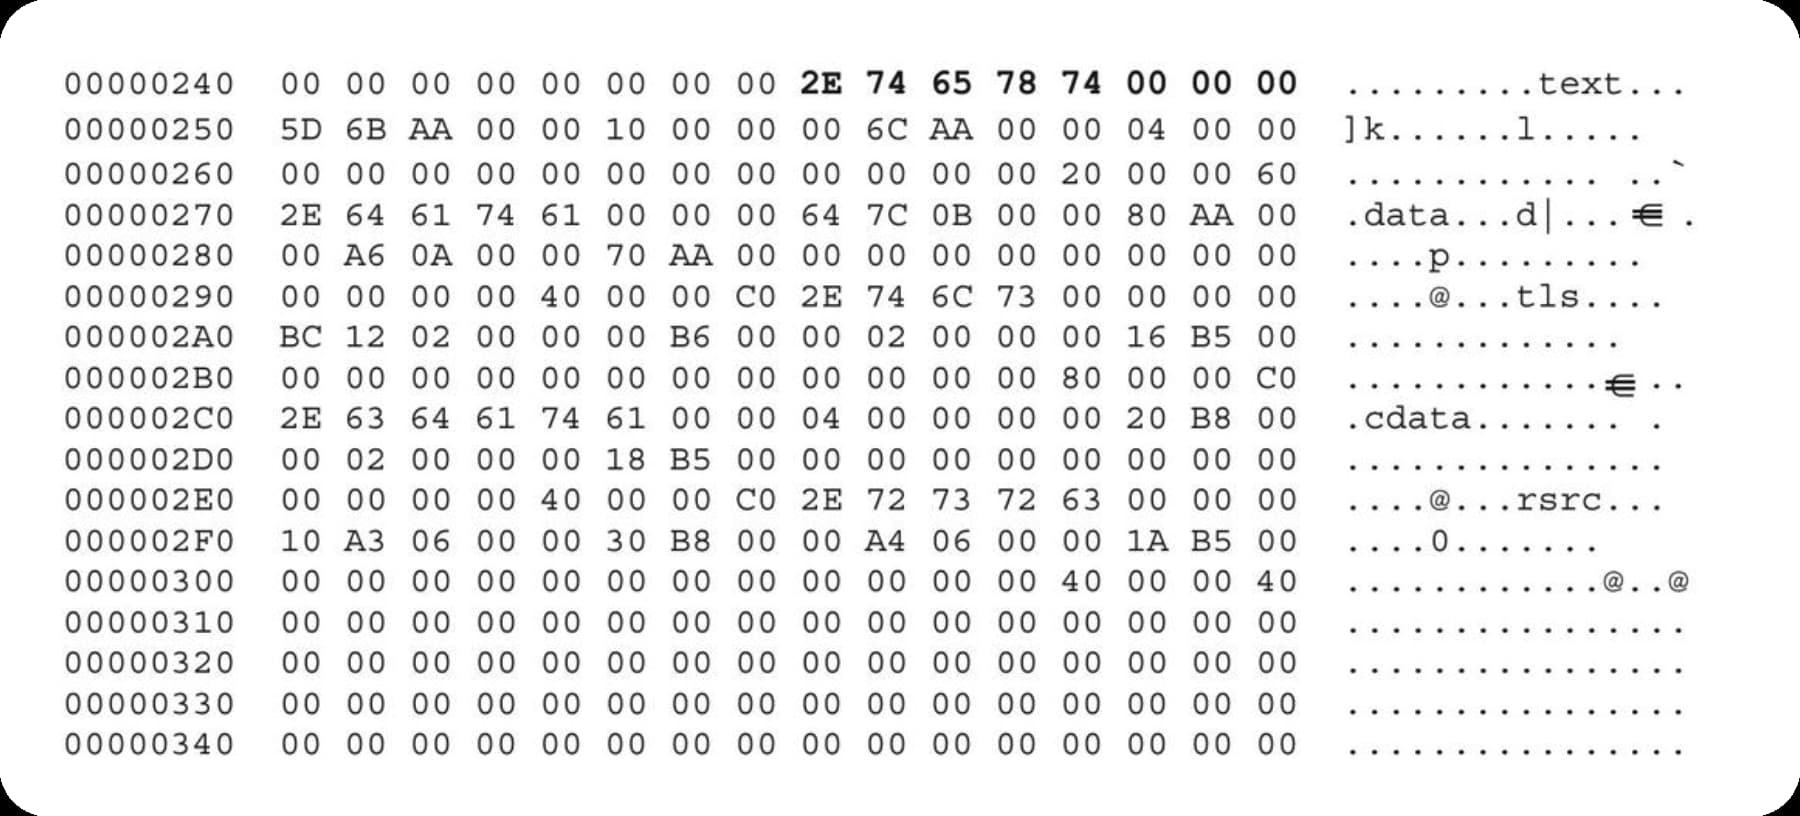 00000240 00 00 00 00 00 00 00 00 2E 74 65 78 74 00 00 00 .........text...
00000250 5D 6B AA 00 00 10 00 00 00 6C AA 00 00 04 00 00 ]k......l.....
00000260 00 00 00 00 00 00 00 00 00 00 00 00 20 00 00 60 ............ ..`
00000270 2E 64 61 74 61 00 00 00 64 7C 0B 00 00 80 AA 00 .data...d|...€ .
00000280 00 A6 0A 00 00 70 AA 00 00 00 00 00 00 00 00 00 ....p.........
00000290 00 00 00 00 40 00 00 C0 2E 74 6C 73 00 00 00 00 ....@...tls....
000002A0 BC 12 02 00 00 00 B6 00 00 02 00 00 00 16 B5 00 .............
000002B0 00 00 00 00 00 00 00 00 00 00 00 00 80 00 00 C0 ............€ ..
000002C0 2E 63 64 61 74 61 00 00 04 00 00 00 00 20 B8 00 .cdata....... .
000002D0 00 02 00 00 00 18 B5 00 00 00 00 00 00 00 00 00 ...............
000002E0 00 00 00 00 40 00 00 C0 2E 72 73 72 63 00 00 00 ....@...rsrc...
000002F0 10 A3 06 00 00 30 B8 00 00 A4 06 00 00 1A B5 00 ....0.......
00000300 00 00 00 00 00 00 00 00 00 00 00 00 40 00 00 40 ............@..@
00000310 00 00 00 00 00 00 00 00 00 00 00 00 00 00 00 00 ................
00000320 00 00 00 00 00 00 00 00 00 00 00 00 00 00 00 00 ................
00000330 00 00 00 00 00 00 00 00 00 00 00 00 00 00 00 00 ................
00000340 00 00 00 00 00 00 00 00 00 00 00 00 00 00 00 00 ................